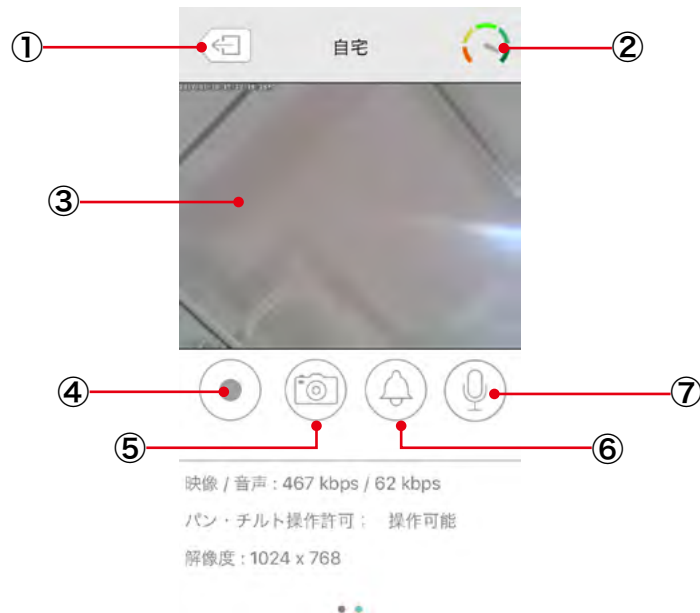 ① 自宅 ②
③
④ ⑦
⑤ ⑥
映像 / 音声 : 467 kbps / 62 kbps
パン・チルト操作許可： 操作可能
解像度 : 1024 x 768